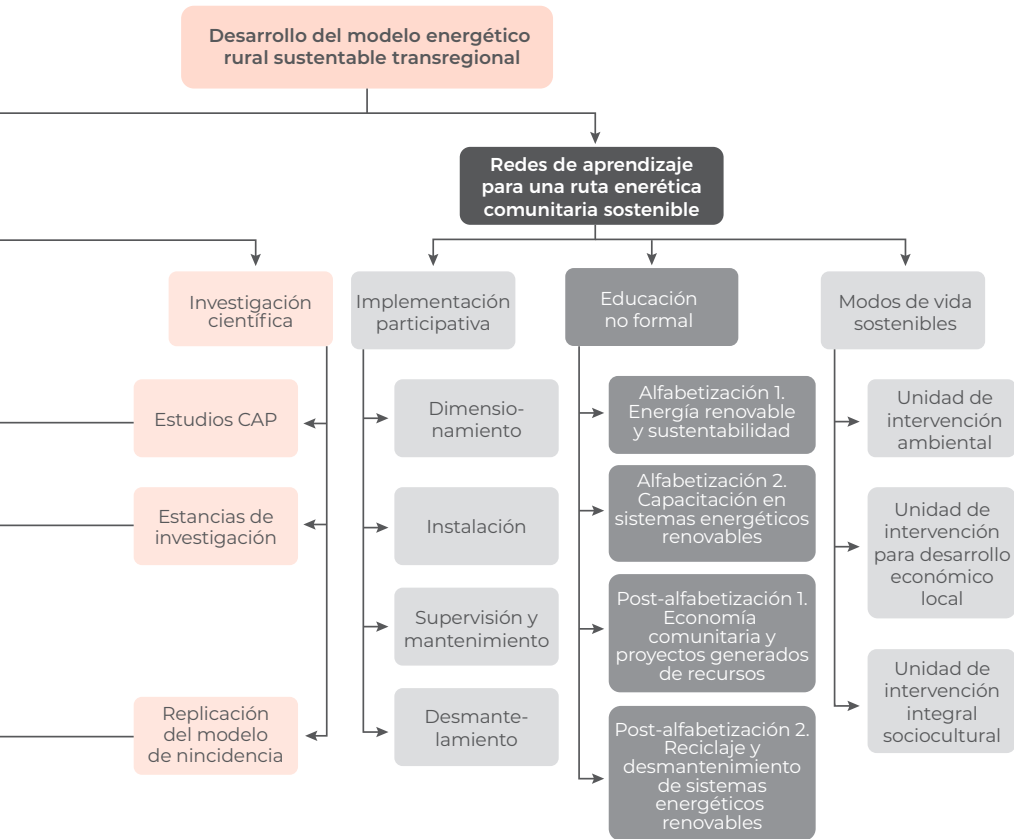 Desarrollo del modelo energético
rural sustentable transregional
Redes de aprendizaje
para una ruta enerética
comunitaria sostenible
Investigación
científica
Estudios CAP
Estancias de
investigación
Replicación
del modelo
de nincidencia
Implementación
participativa
Dimensio-
namiento
Instalación
Supervisión y
mantenimiento
Desmante-
lamiento
Educación
no formal
Alfabetización 1.
Energía renovable
y sustentabilidad
Alfabetización 2.
Capacitación en
sistemas energéticos
renovables
Post-alfabetización 1.
Economía
comunitaria y
proyectos generados
de recursos
Post-alfabetización 2.
Reciclaje y
desmantenimiento
de sistemas
energéticos
renovables
Modos de vida
sostenibles
Unidad de
intervención
ambiental
Unidad de
intervención
para desarrollo
económico
local
Unidad de
intervención
integral
sociocultural